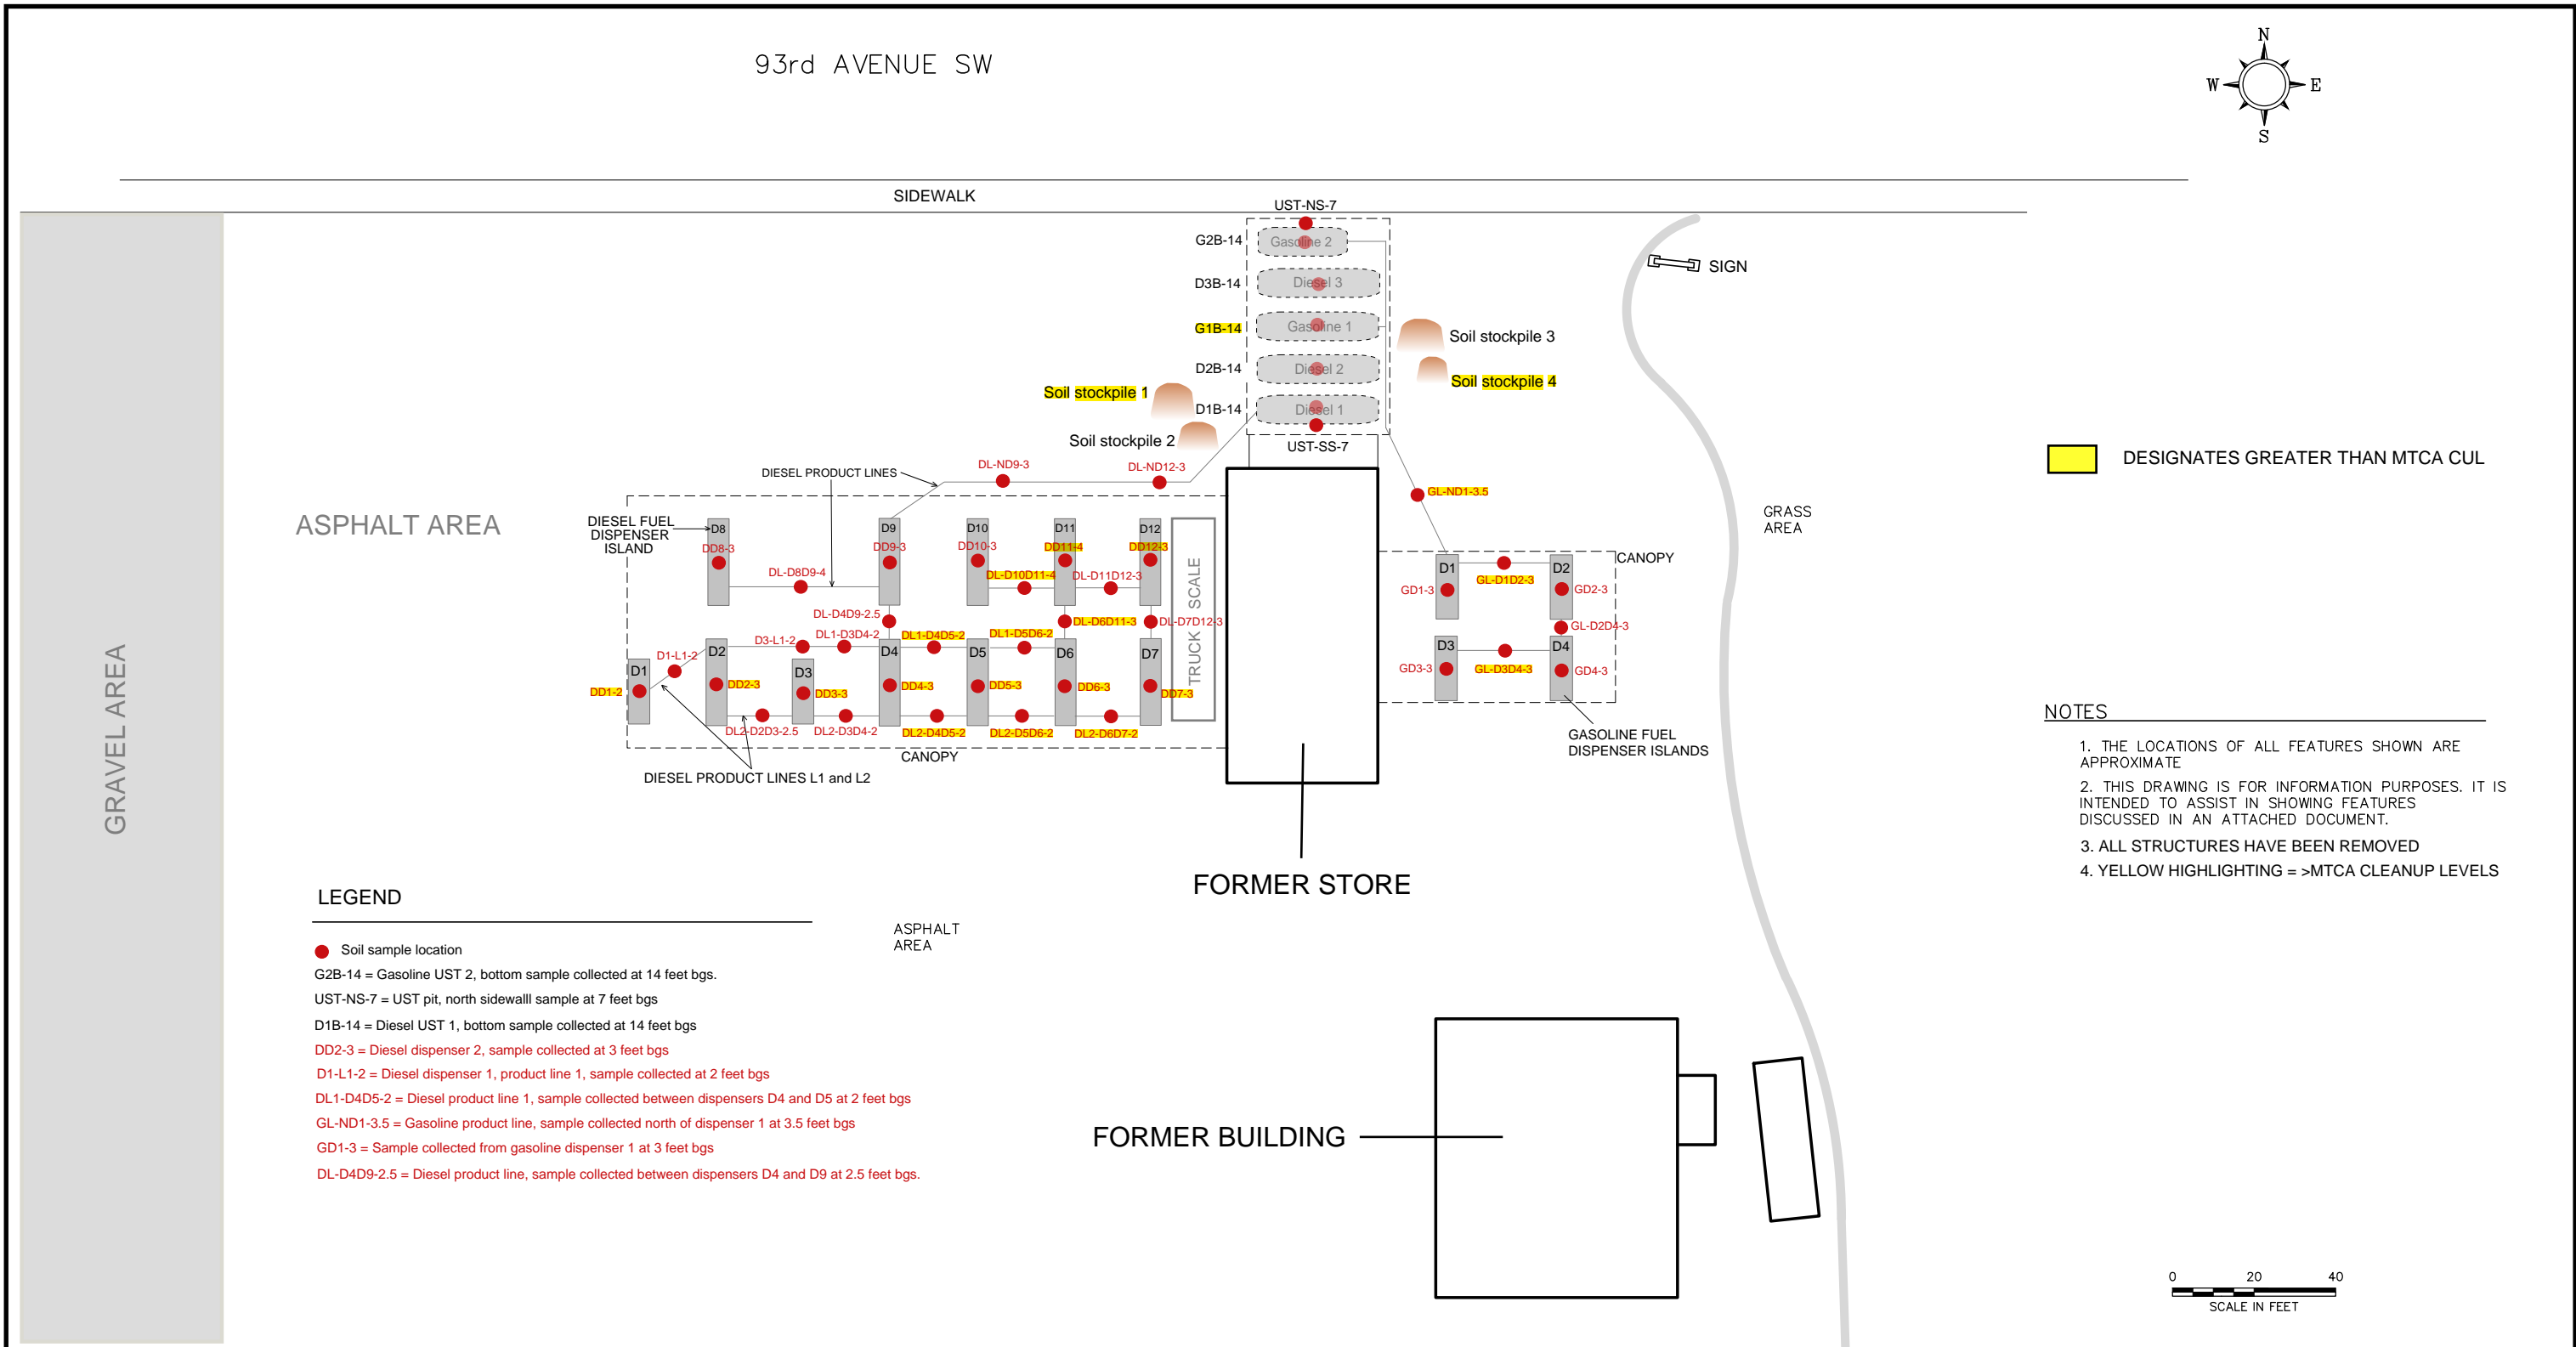 93rd AVENUE SW
N
W
E
S
SIDEWALK
UST-NS-7
G2B-14
Gasoline 2
D3B-14
Diesel 3
G1B-14
Gasoline 1
D2B-14
Diesel 2
D1B-14
Diesel 1
UST-SS-7
SIGN
Soil stockpile 3
Soil stockpile 4
Soil stockpile 1
Soil stockpile 2
DESIGNATES GREATER THAN MTCA CUL
DIESEL PRODUCT LINES
DL-ND9-3
DL-ND12-3
GL-ND1-3.5
ASPHALT AREA
DIESEL FUEL
DISPENSER
ISLAND
D8
D9
D10
D11
D12
DD8-3
DD9-3
DD10-3
DD11-4
DD12-3
DL-D8D9-4
DL-D10D11-4
DL-D11D12-3
DL-D4D9-2.5
DL-D6D11-3
DL-D7D12-3
D3-L1-2
DL1-D3D4-2
DL1-D4D5-2
DL1-D5D6-2
D1-L1-2
D1
D2
D3
D4
D5
D6
D7
DD1-2
DD2-3
DD3-3
DD4-3
DD5-3
DD6-3
DD7-3
DL2-D2D3-2.5
DL2-D3D4-2
DL2-D4D5-2
DL2-D5D6-2
DL2-D6D7-2
TRUCK SCALE
CANOPY
DIESEL PRODUCT LINES L1 and L2
CANOPY
D1
D2
GL-D1D2-3
GD1-3
GD2-3
GL-D2D4-3
D3
D4
GD3-3
GL-D3D4-3
GD4-3
GASOLINE FUEL
DISPENSER ISLANDS
GRASS
AREA
GRAVEL AREA
FORMER STORE
NOTES
1. THE LOCATIONS OF ALL FEATURES SHOWN ARE
APPROXIMATE
2. THIS DRAWING IS FOR INFORMATION PURPOSES. IT IS
INTENDED TO ASSIST IN SHOWING FEATURES
DISCUSSED IN AN ATTACHED DOCUMENT.
3. ALL STRUCTURES HAVE BEEN REMOVED
4. YELLOW HIGHLIGHTING = >MTCA CLEANUP LEVELS
LEGEND
Soil sample location
G2B-14 = Gasoline UST 2, bottom sample collected at 14 feet bgs.
UST-NS-7 = UST pit, north sidewalll sample at 7 feet bgs
D1B-14 = Diesel UST 1, bottom sample collected at 14 feet bgs
DD2-3 = Diesel dispenser 2, sample collected at 3 feet bgs
D1-L1-2 = Diesel dispenser 1, product line 1, sample collected at 2 feet bgs
DL1-D4D5-2 = Diesel product line 1, sample collected between dispensers D4 and D5 at 2 feet bgs
GL-ND1-3.5 = Gasoline product line, sample collected north of dispenser 1 at 3.5 feet bgs
GD1-3 = Sample collected from gasoline dispenser 1 at 3 feet bgs
DL-D4D9-2.5 = Diesel product line, sample collected between dispensers D4 and D9 at 2.5 feet bgs.
ASPHALT
AREA
FORMER BUILDING
0 20 40
SCALE IN FEET